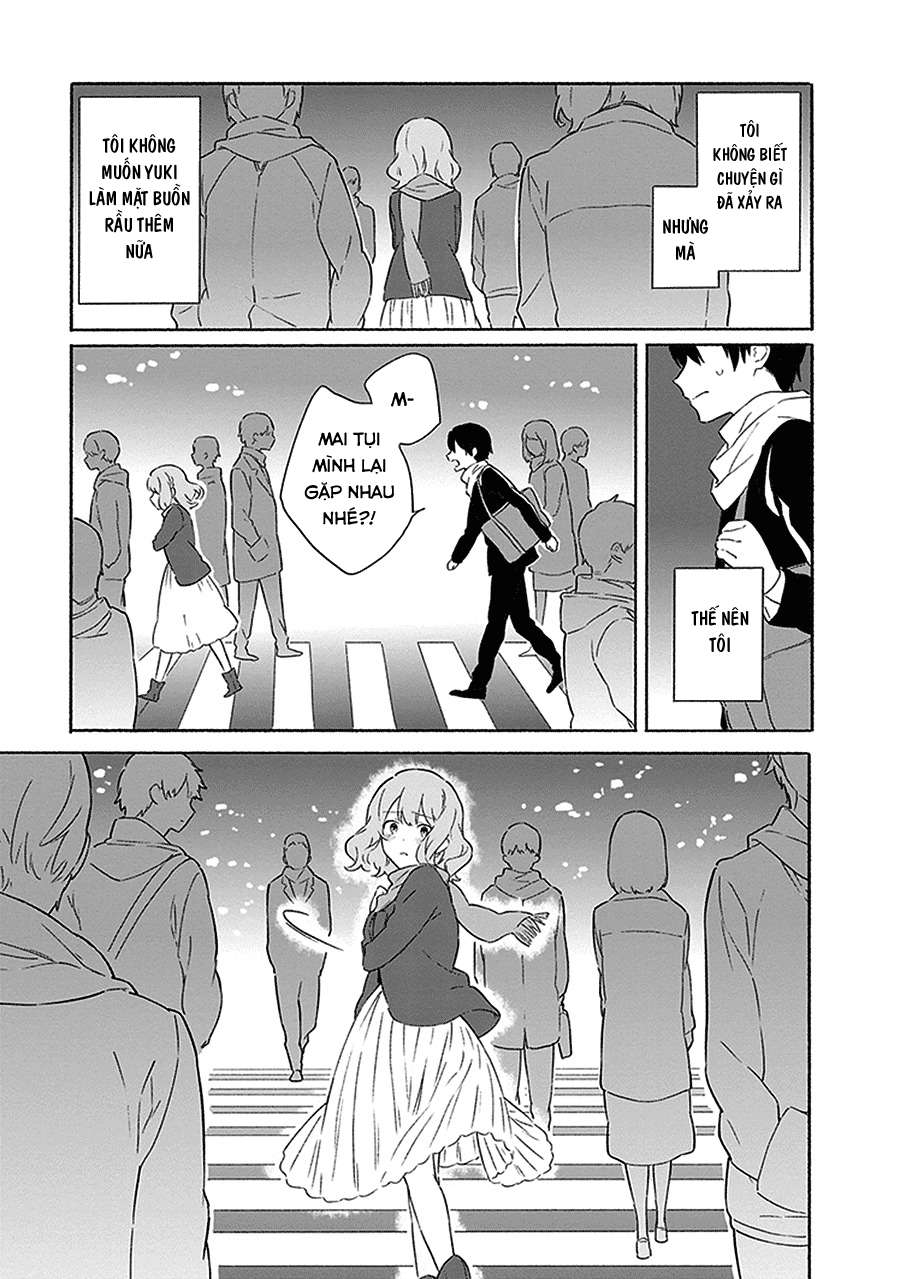 TÔI
KHÔNG BIẾT
CHUYỆN GÌ
ĐÃ XẢY RA
NHƯNG
MÀ
TÔI KHÔNG
MUỐN YUKI
LÀM MẶT BUỒN
RẦU THÊM
NỮA
THẾ NÊN
TÔI
M-
MAI TỤI
MÌNH LẠI
GẶP NHAU
NHÉ?!